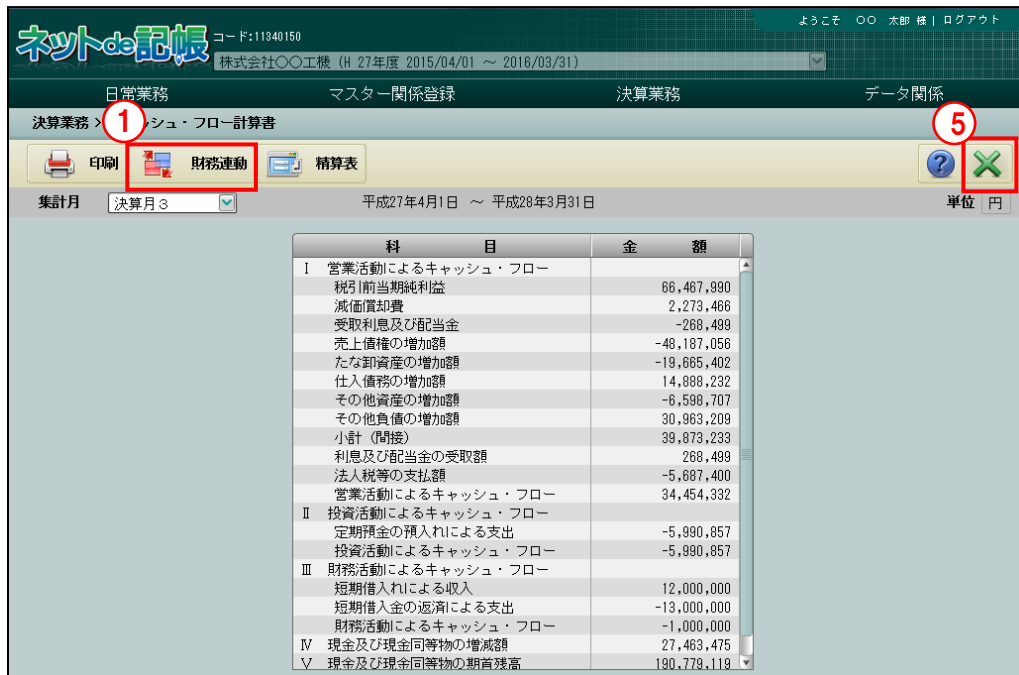 ようこそ 〇〇 太郎 様 | ログアウト
ネットde記帳 コード:11340150
株式会社〇〇工機 (H 27年度 2015/04/01 ～ 2016/03/31)
日常業務 マスター関係登録 決算業務 データ関係
決算業務 > ッシュ・フロー計算書
1 5
印刷 財務連動 精算表 ?
集計月 決算月3 平成27年4月1日 ～ 平成28年3月31日 単位 円
科 目 金 額
Ⅰ 営業活動によるキャッシュ・フロー
税引前当期純利益 66,467,990
減価償却費 2,273,466
受取利息及び配当金 -268,499
売上債権の増加額 -48,187,056
たな卸資産の増加額 -19,665,402
仕入債務の増加額 14,888,232
その他資産の増加額 -6,598,707
その他負債の増加額 30,963,209
小計 (間接) 39,873,233
利息及び配当金の受取額 268,499
法人税等の支払額 -5,687,400
営業活動によるキャッシュ・フロー 34,454,332
Ⅱ 投資活動によるキャッシュ・フロー
定期預金の預入れによる支出 -5,990,857
投資活動によるキャッシュ・フロー -5,990,857
Ⅲ 財務活動によるキャッシュ・フロー
短期借入れによる収入 12,000,000
短期借入金の返済による支出 -13,000,000
財務活動によるキャッシュ・フロー -1,000,000
Ⅳ 現金及び現金同等物の増減額 27,463,475
Ⅴ 現金及び現金同等物の期首残高 190,779,119